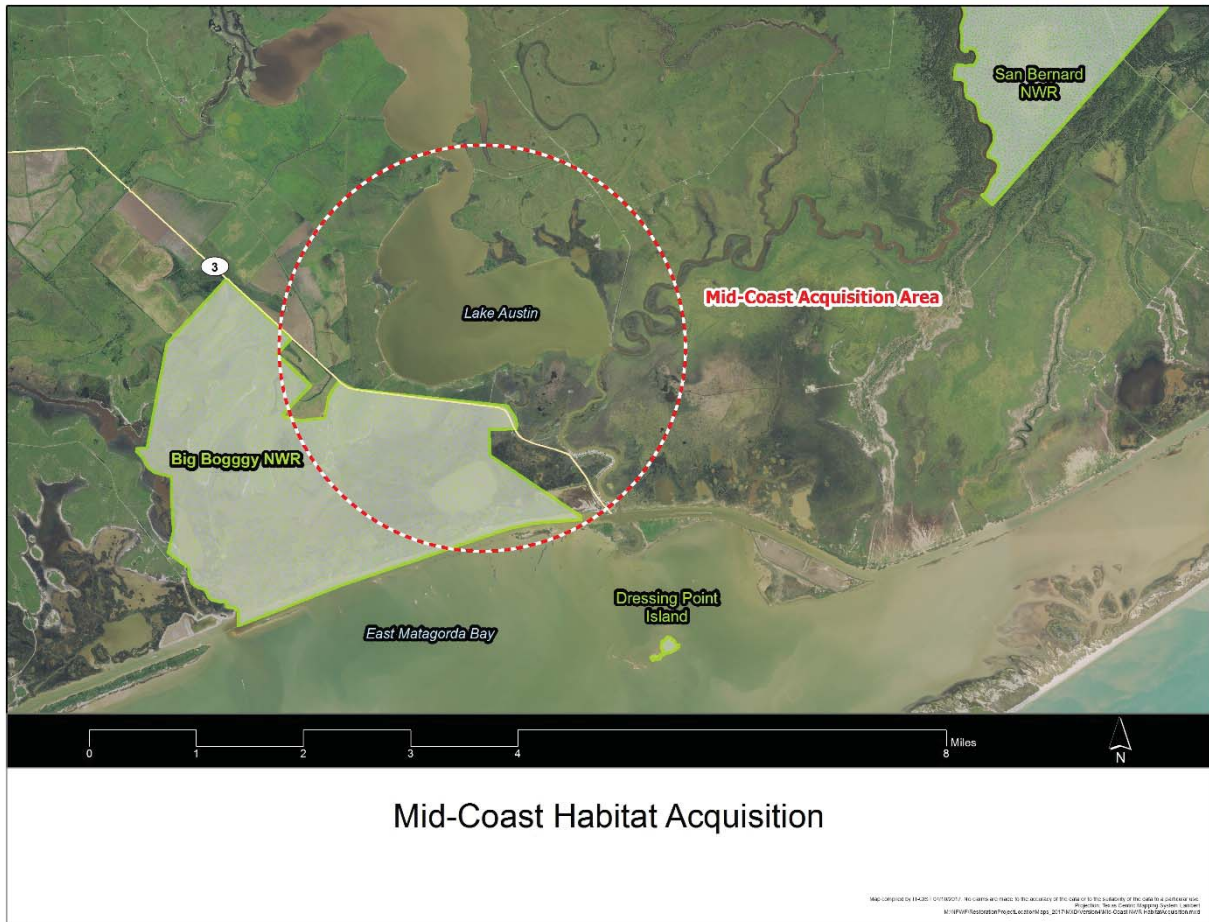 San Bernard
NWR
3
Mid-Coast Acquisition Area
Lake Austin
Big Bogggy NWR
Dressing Point
Island
East Matagorda Bay
Miles
0 1 2 3 4 8
N
Mid-Coast Habitat Acquisition